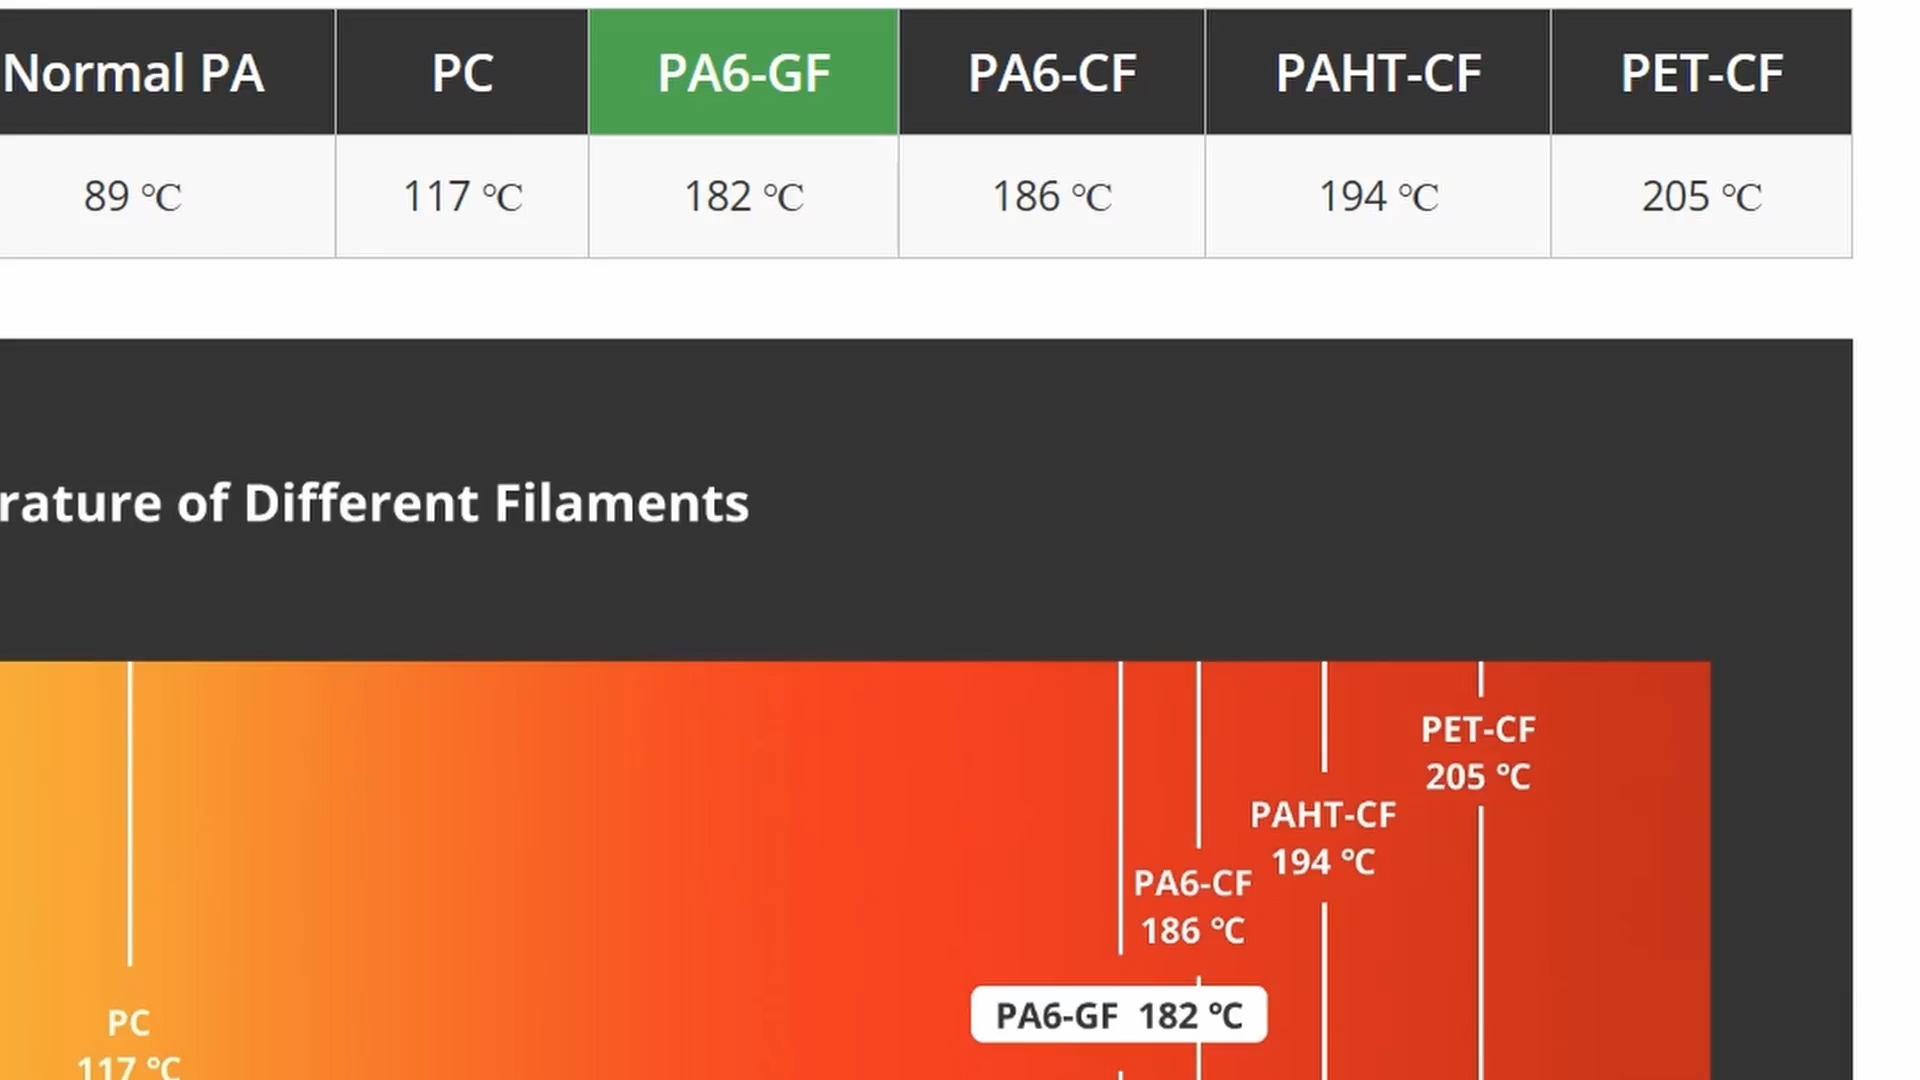 Normal PA PC PA6-GF PA6-CF PAHT-CF PET-CF
89 ℃ 117 ℃ 182 ℃ 186 ℃ 194 ℃ 205 ℃
rature of Different Filaments
PET-CF
205 ℃
PAHT-CF
194 ℃
PA6-CF
186 ℃
PA6-GF 182 ℃
PC
117 ℃